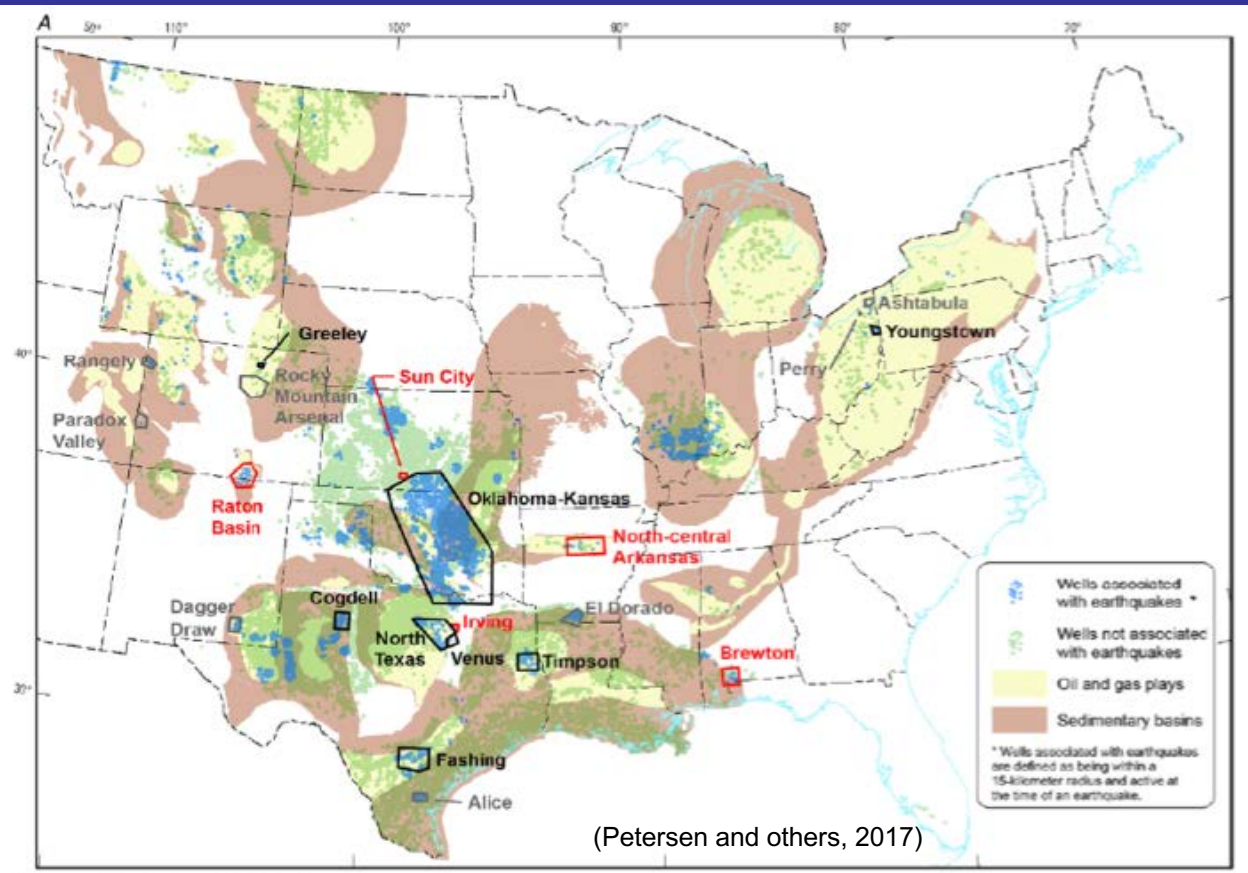 A
110°
100°
90°
80°
70°
40°
30°
Greeley
Rangely
Rocky
Mountain
Arsenal
Paradox
Valley
Sun City
Raton
Basin
Oklahoma-Kansas
North-central
Arkansas
Ashtabula
Youngstown
Perry
Dagger
Draw
Cogdell
North
Texas
Irving
Venus
El Dorado
Timpson
Brewton
Fashing
Alice
Wells associated
with earthquakes *
Wells not associated
with earthquakes
Oil and gas plays
Sedimentary basins
* Wells associated with earthquakes
are defined as being within a
15-kilometer radius and active at
the time of an earthquake.
(Petersen and others, 2017)